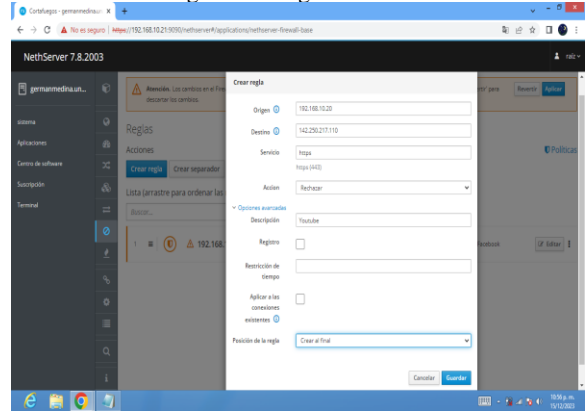 Cortafuegos - germanmedina.un
No es seguro | https://192.168.10.21:9090/nethserver#/applications/nethserver-firewall-base
NethServer 7.8.2003
raíz
germanmedina.un...
sistema
Aplicaciones
Centro de software
Suscripción
Terminal
Atención. Los cambios en el Fire
descartar los cambios.
para
Revertir
Aplicar
Reglas
Acciones
Políticas
Crear regla
Crear separador
Lista (arrastre para ordenar las
Buscar...
1
192.168.
Facebook
Editar
Crear regla
Origen
192.168.10.20
Destino
142.250.217.110
Servicio
https
https (443)
Action
Rechazar
Opciones avanzadas
Descripción
Youtube
Registro
Restricción de
tiempo
Aplicar a las
conexiones
existentes
Posición de la regla
Crear al final
Cancelar
Guardar
10:56 p. m.
15/12/2023